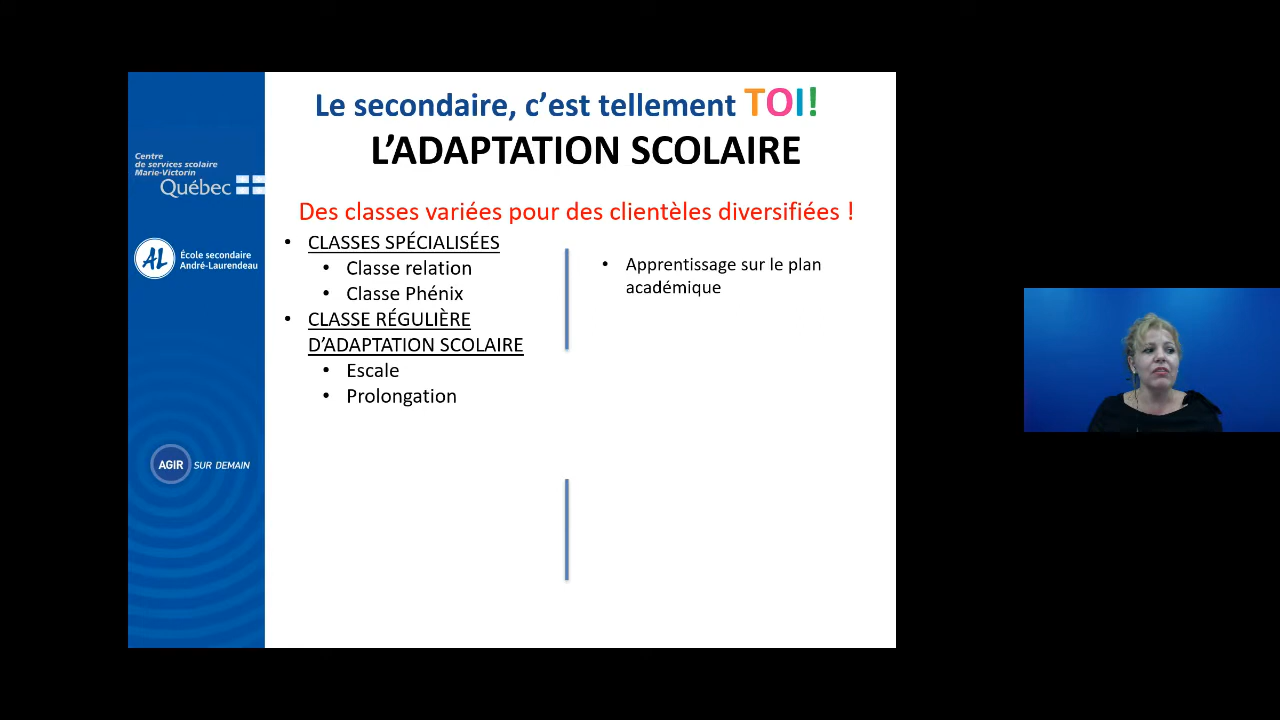 Le secondaire, c’est tellement TOI!
L’ADAPTATION SCOLAIRE
Centre
de services scolaire
Marie-Victorin
Québec
AL
École secondaire
André-Laurendeau
AGIR SUR DEMAIN
Des classes variées pour des clientèles diversifiées !
• CLASSES SPÉCIALISÉES
• Classe relation
• Classe Phénix
• CLASSE RÉGULIÈRE
D’ADAPTATION SCOLAIRE
• Escale
• Prolongation
• Apprentissage sur le plan
académique